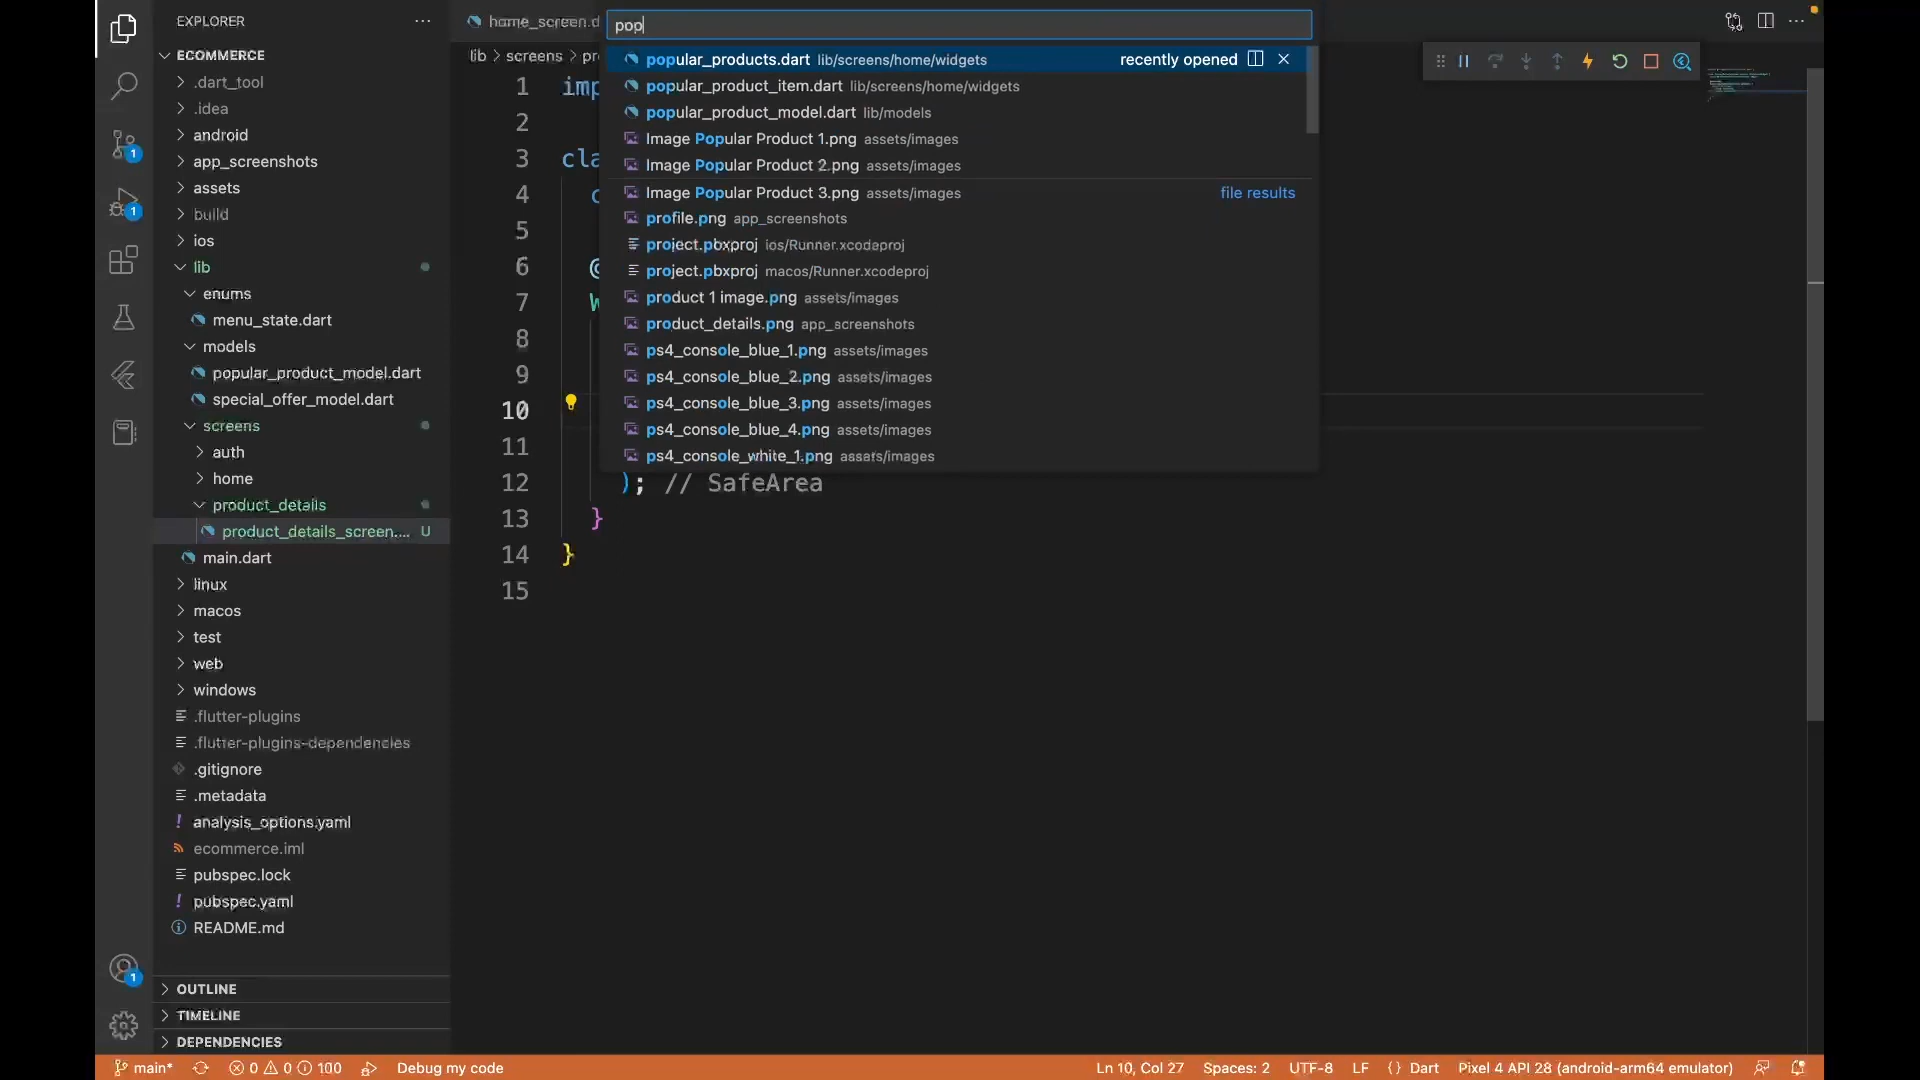 EXPLORER
home_screen.d
pop
ECOMMERCE
.dart_tool
.idea
android
app_screenshots
assets
build
ios
lib
enums
menu_state.dart
models
popular_product_model.dart
special_offer_model.dart
screens
auth
home
product_details
product_details_screen.... U
main.dart
linux
macos
test
web
windows
.flutter-plugins
.flutter-plugins-dependencies
.gitignore
.metadata
! analysis_options.yaml
ecommerce.iml
pubspec.lock
! pubspec.yaml
README.md
OUTLINE
TIMELINE
DEPENDENCIES
1
1
1
lib > screens > pr
popular_products.dart lib/screens/home/widgets recently opened
popular_product_item.dart lib/screens/home/widgets
popular_product_model.dart lib/models
Image Popular Product 1.png assets/images
Image Popular Product 2.png assets/images
Image Popular Product 3.png assets/images file results
profile.png app_screenshots
project.pbxproj ios/Runner.xcodeproj
project.pbxproj macos/Runner.xcodeproj
product 1 image.png assets/images
product_details.png app_screenshots
ps4_console_blue_1.png assets/images
ps4_console_blue_2.png assets/images
ps4_console_blue_3.png assets/images
ps4_console_blue_4.png assets/images
ps4_console_white_1.png assets/images
1 imp
2
3 cla
4 c
5
6 @
7 W
8
9
10
11
12 ); // SafeArea
13 }
14 }
15
main* 0 0 100 Debug my code Ln 10, Col 27 Spaces: 2 UTF-8 LF {} Dart Pixel 4 API 28 (android-arm64 emulator)